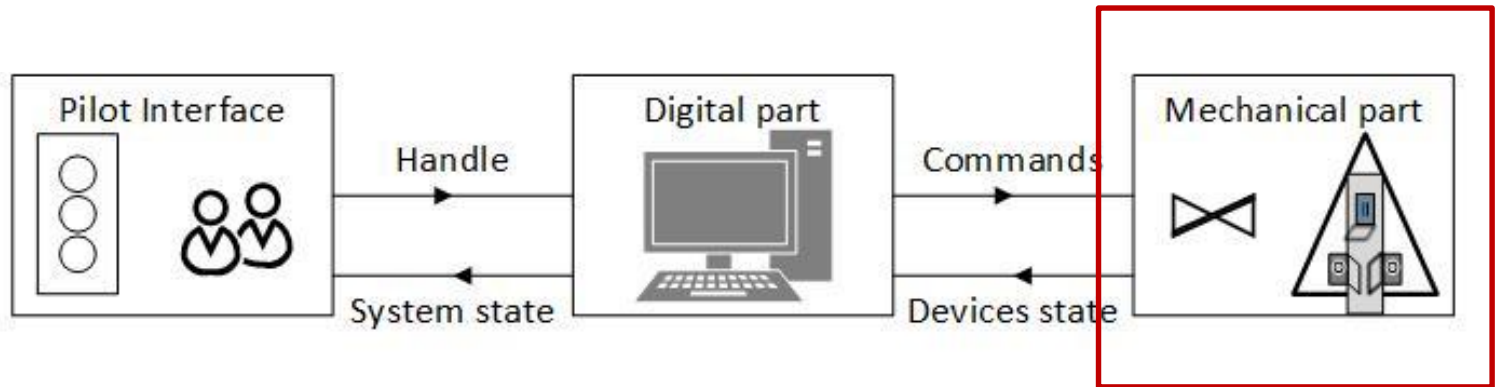 Pilot Interface
Handle
System state
Digital part
Commands
Devices state
Mechanical part